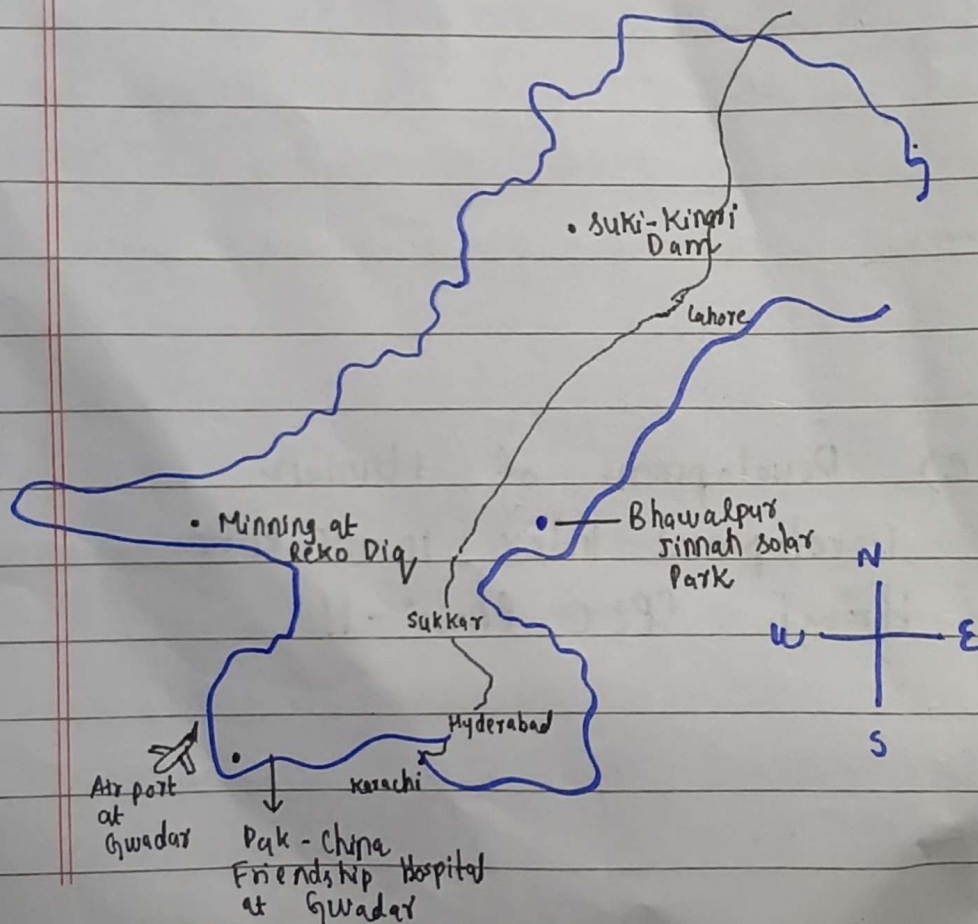 Suki-Kinari
Dam
Lahore
Minning at
Reko Diq
Bhawalpur
Jinnah Solar
Park
N
W
E
S
Sukkar
Hyderabad
Karachi
Air port
at
Gwadar
Pak - China
Friendship Hospital
at Gwadar